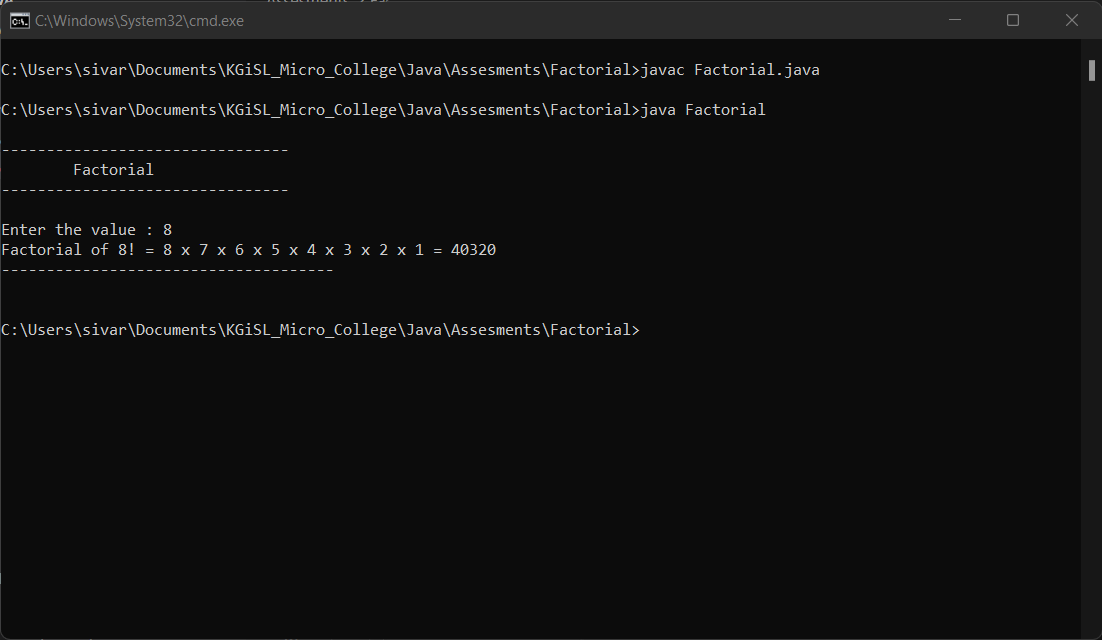 C:\Windows\System32\cmd.exe
C:\Users\sivar\Documents\KGiSL_Micro_College\Java\Assesments\Factorial>javac Factorial.java
C:\Users\sivar\Documents\KGiSL_Micro_College\Java\Assesments\Factorial>java Factorial
--------------------------------
Factorial
--------------------------------
Enter the value : 8
Factorial of 8! = 8 x 7 x 6 x 5 x 4 x 3 x 2 x 1 = 40320
-------------------------------------
C:\Users\sivar\Documents\KGiSL_Micro_College\Java\Assesments\Factorial>